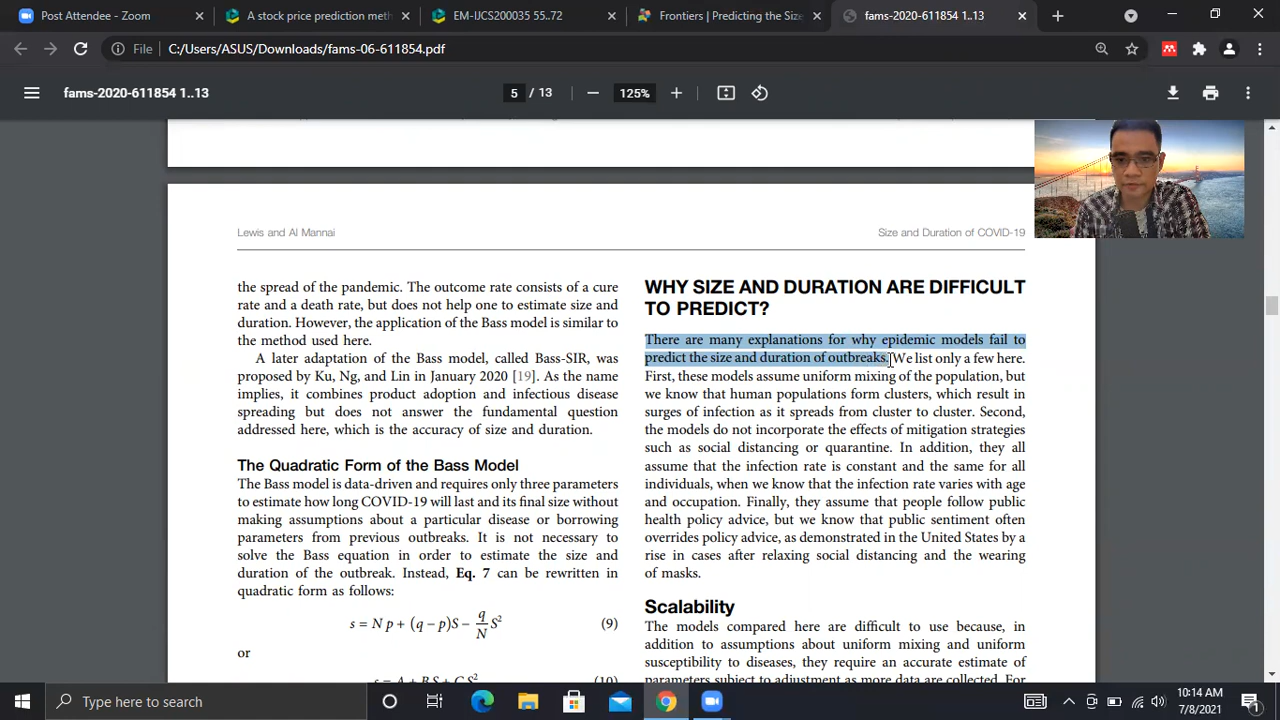 Post Attendee - Zoom
A stock price prediction meth
EM-IJCS200035 55..72
Frontiers | Predicting the Size
fams-2020-611854 1..13
File
C:/Users/ASUS/Downloads/fams-06-611854.pdf
fams-2020-611854 1..13
5 / 13
125%
Lewis and Al Mannai
Size and Duration of COVID-19
the spread of the pandemic. The outcome rate consists of a cure
rate and a death rate, but does not help one to estimate size and
duration. However, the application of the Bass model is similar to
the method used here.
A later adaptation of the Bass model, called Bass-SIR, was
proposed by Ku, Ng, and Lin in January 2020 [19]. As the name
implies, it combines product adoption and infectious disease
spreading but does not answer the fundamental question
addressed here, which is the accuracy of size and duration.
The Quadratic Form of the Bass Model
The Bass model is data-driven and requires only three parameters
to estimate how long COVID-19 will last and its final size without
making assumptions about a particular disease or borrowing
parameters from previous outbreaks. It is not necessary to
solve the Bass equation in order to estimate the size and
duration of the outbreak. Instead, Eq. 7 can be rewritten in
quadratic form as follows:
s = N p + (q − p)S − q/N S² (9)
or
s = A + B S + C S² (10)
WHY SIZE AND DURATION ARE DIFFICULT
TO PREDICT?
There are many explanations for why epidemic models fail to
predict the size and duration of outbreaks. We list only a few here.
First, these models assume uniform mixing of the population, but
we know that human populations form clusters, which result in
surges of infection as it spreads from cluster to cluster. Second,
the models do not incorporate the effects of mitigation strategies
such as social distancing or quarantine. In addition, they all
assume that the infection rate is constant and the same for all
individuals, when we know that the infection rate varies with age
and occupation. Finally, they assume that people follow public
health policy advice, but we know that public sentiment often
overrides policy advice, as demonstrated in the United States by a
rise in cases after relaxing social distancing and the wearing
of masks.
Scalability
The models compared here are difficult to use because, in
addition to assumptions about uniform mixing and uniform
susceptibility to diseases, they require an accurate estimate of
parameters subject to adjustment as more data are collected. For
Type here to search
10:14 AM
7/8/2021
1